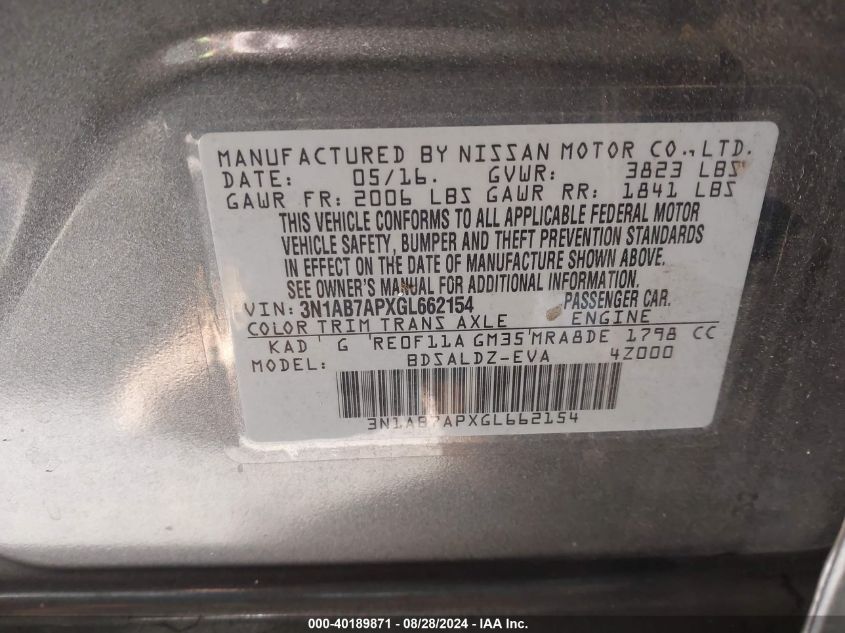 MANUFACTURED BY NISSAN MOTOR CO., LTD.
DATE: 05/16. GVWR: 3823 LBS
GAWR FR: 2006 LBS GAWR RR: 1841 LBS
THIS VEHICLE CONFORMS TO ALL APPLICABLE FEDERAL MOTOR
VEHICLE SAFETY, BUMPER AND THEFT PREVENTION STANDARDS
IN EFFECT ON THE DATE OF MANUFACTURE SHOWN ABOVE.
SEE OWNER'S MANUAL FOR ADDITIONAL INFORMATION.
VIN: 3N1AB7APXGL662154 PASSENGER CAR.
COLOR TRIM TRANS AXLE ENGINE
KAD G RE0F11A GM35 MRA8DE 1798 CC
MODEL: BDSALDZ-EVA 4Z000
3N1AB7APXGL662154
000-40189871 - 08/28/2024 - IAA Inc.